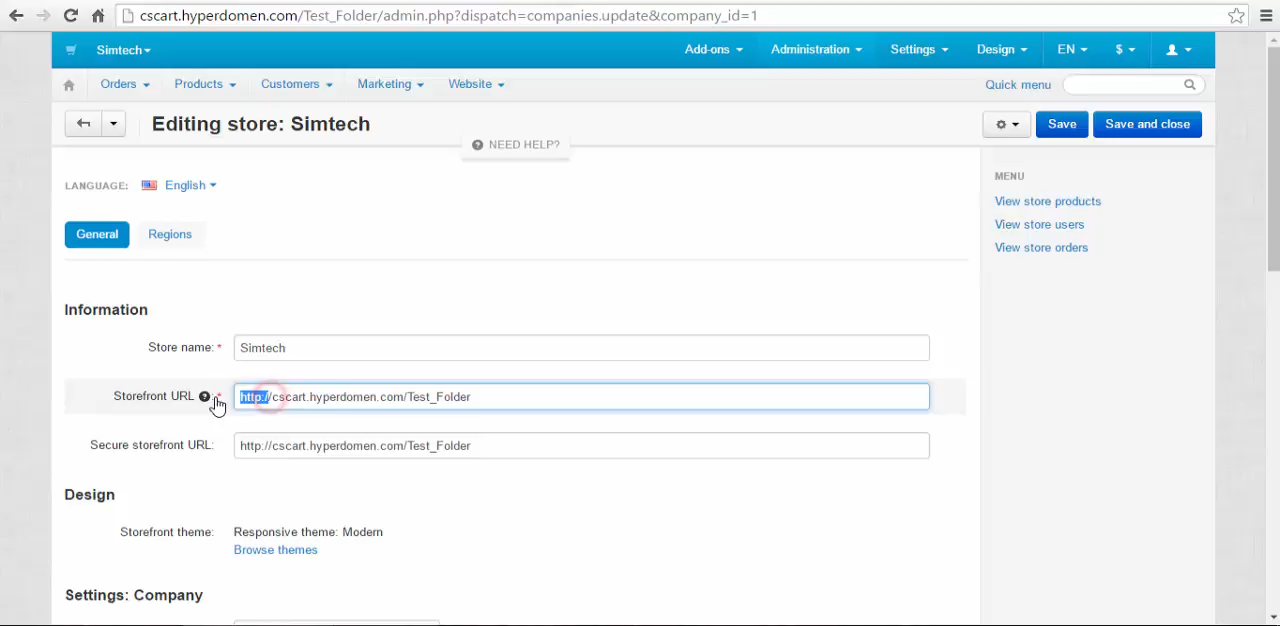 cscart.hyperdomen.com/Test_Folder/admin.php?dispatch=companies.update&company_id=1
Simtech Add-ons Administration Settings Design EN $
Orders Products Customers Marketing Website Quick menu
Editing store: Simtech Save Save and close
NEED HELP?
LANGUAGE: English
General Regions
MENU
View store products
View store users
View store orders
Information
Store name: * Simtech
Storefront URL ? : * http://cscart.hyperdomen.com/Test_Folder
Secure storefront URL: http://cscart.hyperdomen.com/Test_Folder
Design
Storefront theme: Responsive theme: Modern
Browse themes
Settings: Company